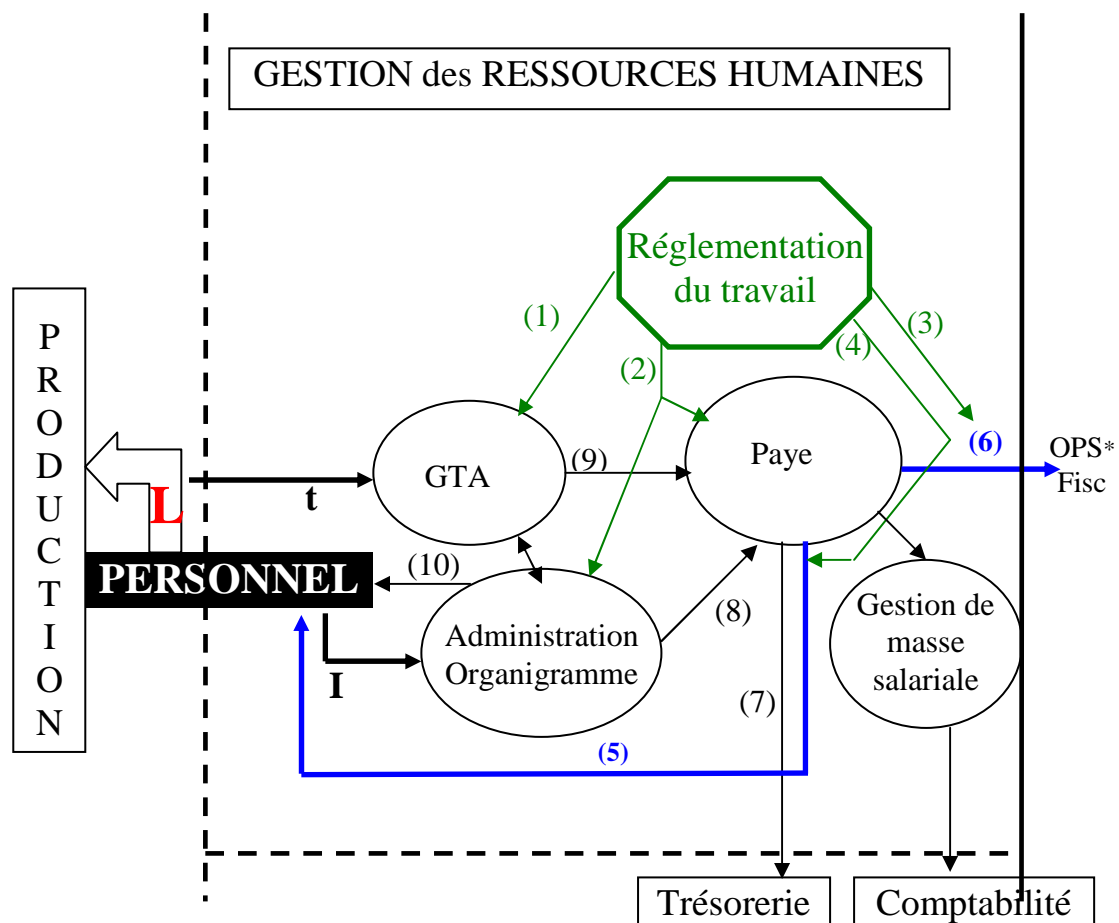 GESTION des RESSOURCES HUMAINES
Réglementation
du travail
(1)
(2)
(3)
(4)
P
R
O
D
U
C
T
I
O
N
(6)
OPS*
Fisc
(9)
Paye
GTA
L
t
PERSONNEL
(10)
Administration
Organigramme
(8)
Gestion de
masse
salariale
I
(7)
(5)
Trésorerie
Comptabilité